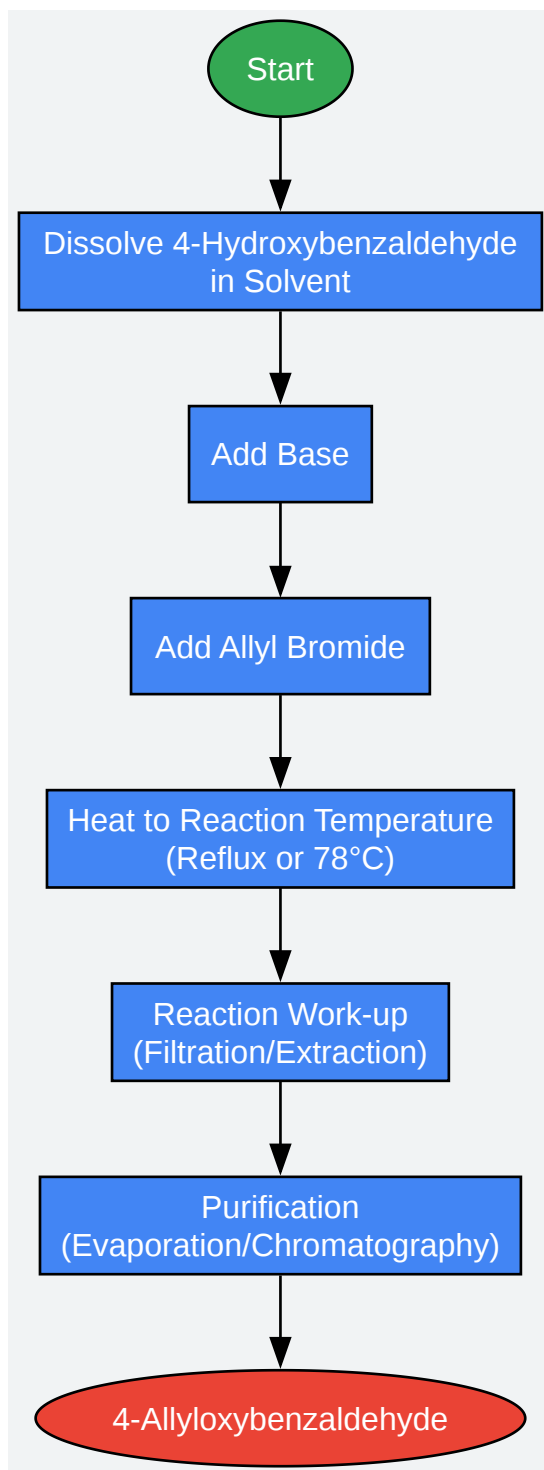 Start
Dissolve 4-Hydroxybenzaldehyde
in Solvent
Add Base
Add Allyl Bromide
Heat to Reaction Temperature
(Reflux or 78°C)
Reaction Work-up
(Filtration/Extraction)
Purification
(Evaporation/Chromatography)
4-Allyloxybenzaldehyde